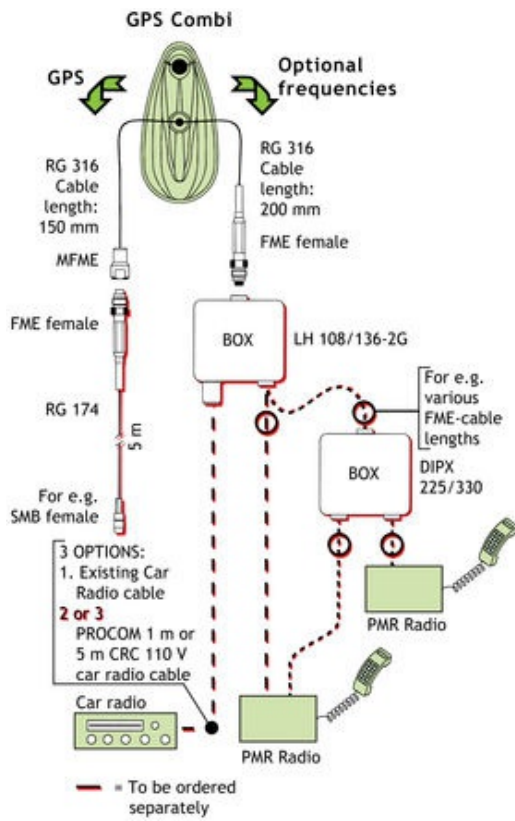 GPS Combi
GPS
Optional
frequencies
RG 316
Cable
length:
150 mm
RG 316
Cable
length:
200 mm
MFME
FME female
FME female
BOX
LH 108/136-2G
RG 174
5 m
For e.g.
various
FME-cable
lengths
BOX
DIPX
225/330
For e.g.
SMB female
3 OPTIONS:
1. Existing Car
Radio cable
2 or 3
PROCOM 1 m or
5 m CRC 110 V
car radio cable
PMR Radio
Car radio
PMR Radio
= To be ordered
separately